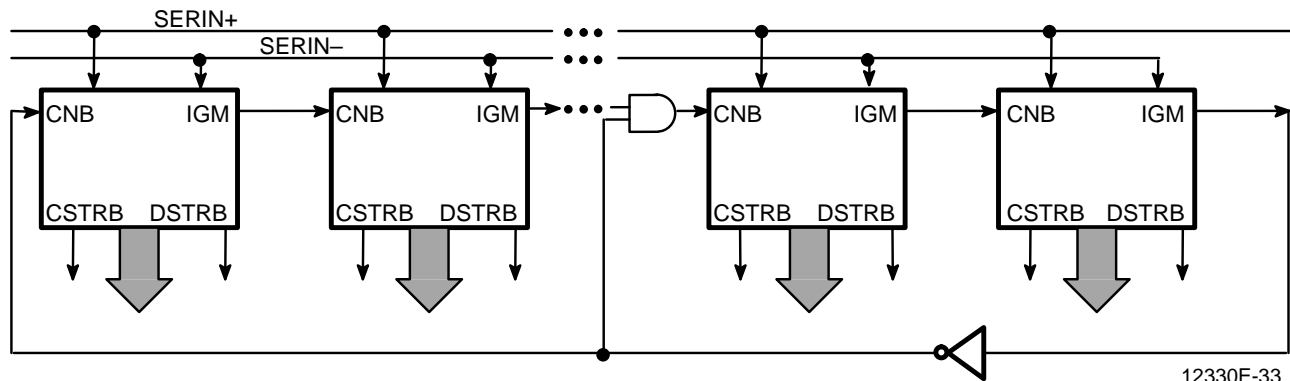 SERIN+
SERIN–
CNB IGM CNB IGM CNB IGM CNB IGM
CSTRB DSTRB CSTRB DSTRB CSTRB DSTRB CSTRB DSTRB
12330E-33